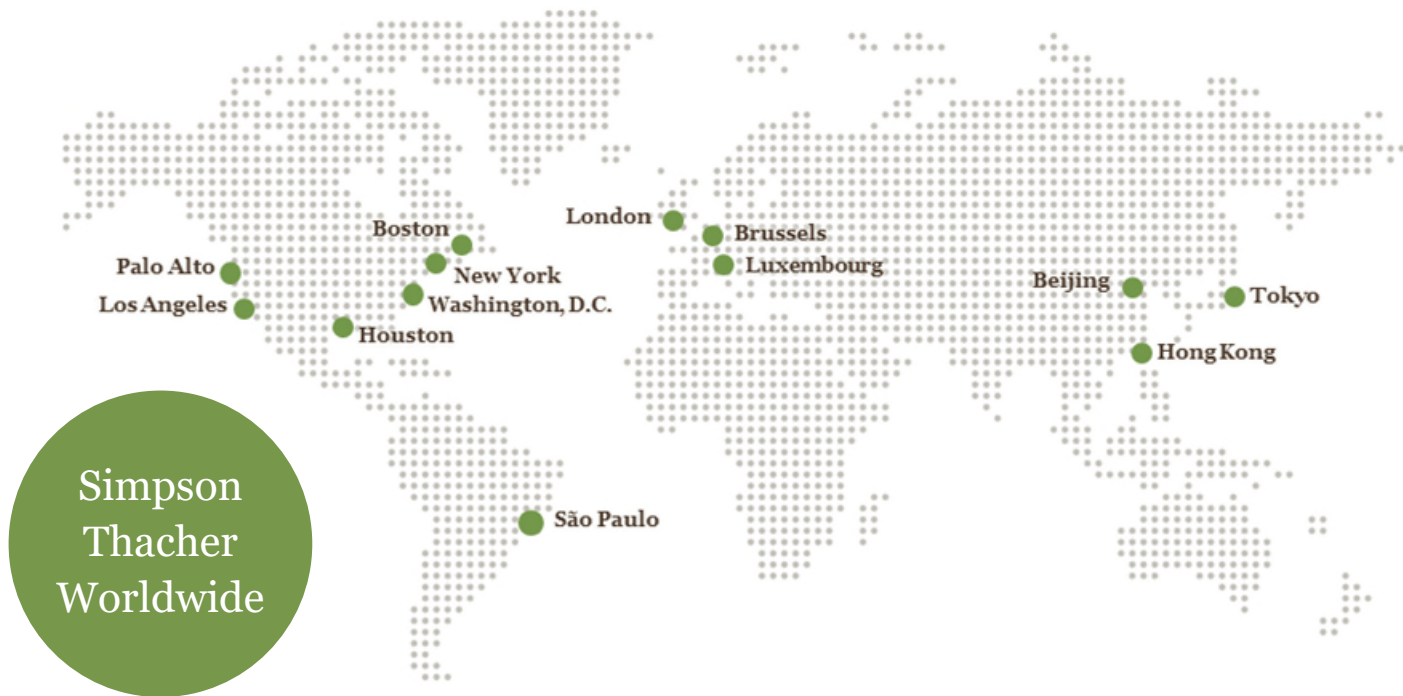 London
Boston
Brussels
Palo Alto
New York
Luxembourg
Beijing
Los Angeles
Washington, D.C.
Tokyo
Houston
Hong Kong
Simpson
Thacher
Worldwide
São Paulo